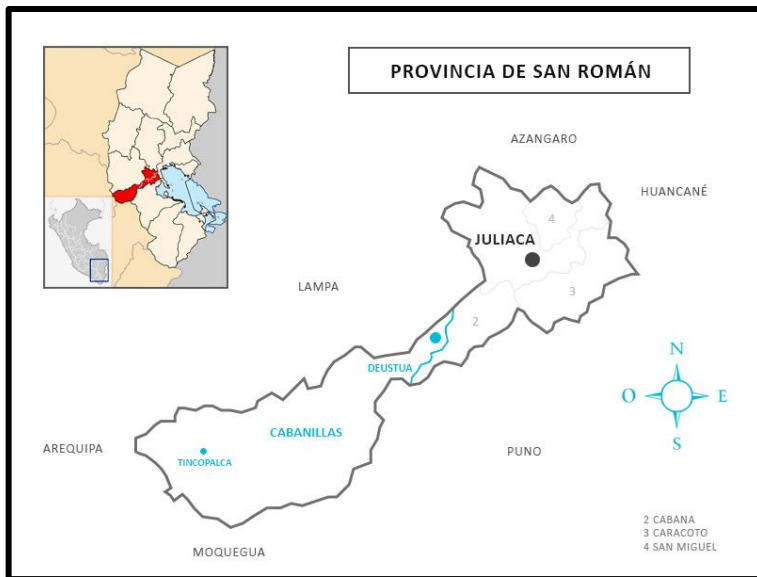 PROVINCIA DE SAN ROMÁN
AZANGARO
HUANCANÉ
4
JULIACA
LAMPA
3
2
DEUSTUA
N
O
E
S
CABANILLAS
AREQUIPA
TINCOPALCA
PUNO
MOQUEGUA
2 CABANA
3 CARACOTO
4 SAN MIGUEL